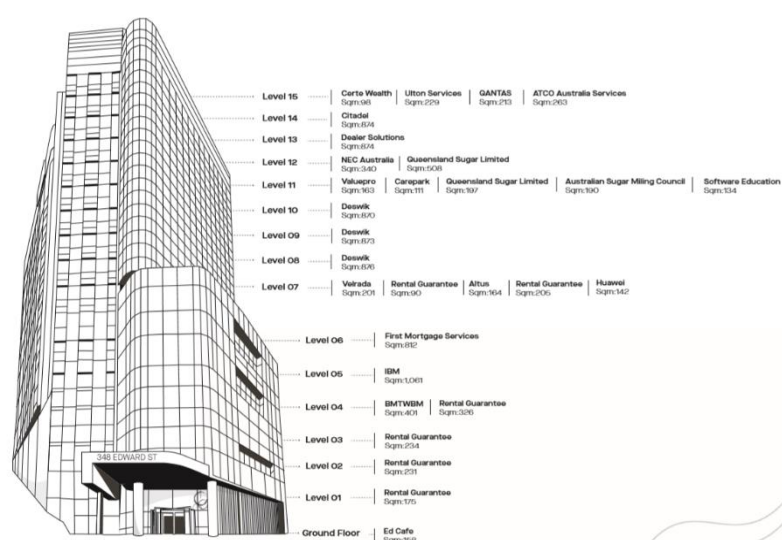 Level 15
Certe Wealth | Ulton Services | QANTAS | ATCO Australia Services
Sqm:98 Sqm:229 Sqm:213 Sqm:263
Level 14
Citadel
Sqm:874
Level 13
Dealer Solutions
Sqm:874
Level 12
NEC Australia | Queensland Sugar Limited
Sqm:340 Sqm:508
Level 11
Valuepro | Carepark | Queensland Sugar Limited | Australian Sugar Miling Council | Software Education
Sqm:163 Sqm:111 Sqm:197 Sqm:190 Sqm:134
Level 10
Deswik
Sqm:870
Level 09
Deswik
Sqm:873
Level 08
Deswik
Sqm:876
Level 07
Velrada | Rental Guarantee | Altus | Rental Guarantee | Huawei
Sqm:201 Sqm:90 Sqm:164 Sqm:205 Sqm:142
Level 06
First Mortgage Services
Sqm:812
Level 05
IBM
Sqm:1,061
Level 04
BMTWBM | Rental Guarantee
Sqm:401 Sqm:326
Level 03
Rental Guarantee
Sqm:234
Level 02
Rental Guarantee
Sqm:231
348 EDWARD ST
Level 01
Rental Guarantee
Sqm:175
Ground Floor
Ed Cafe